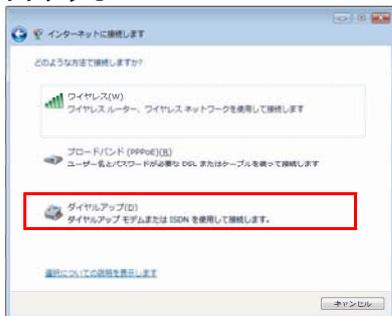 インターネットに接続します
どのような方法で接続しますか?
ワイヤレス(W)
ワイヤレス ルーター、ワイヤレス ネットワークを使用して接続します
ブロードバンド (PPPoE)(R)
ユーザー名とパスワードが必要な DSL またはケーブルを使って接続します
ダイヤルアップ(D)
ダイヤルアップ モデムまたは ISDN を使用して接続します。
選択についての説明を表示します
キャンセル